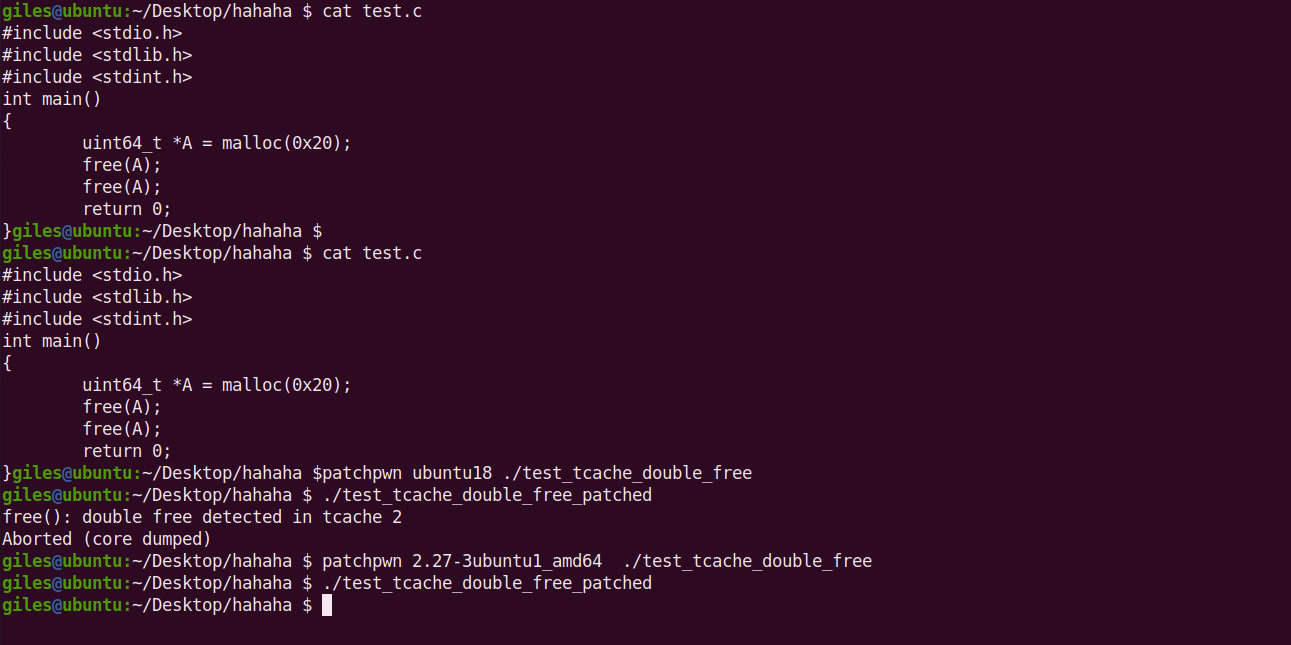 giles@ubuntu:~/Desktop/hahaha $ cat test.c
#include <stdio.h>
#include <stdlib.h>
#include <stdint.h>
int main()
{
        uint64_t *A = malloc(0x20);
        free(A);
        free(A);
        return 0;
}giles@ubuntu:~/Desktop/hahaha $
giles@ubuntu:~/Desktop/hahaha $ cat test.c
#include <stdio.h>
#include <stdlib.h>
#include <stdint.h>
int main()
{
        uint64_t *A = malloc(0x20);
        free(A);
        free(A);
        return 0;
}giles@ubuntu:~/Desktop/hahaha $patchpwn ubuntu18 ./test_tcache_double_free
giles@ubuntu:~/Desktop/hahaha $ ./test_tcache_double_free_patched
free(): double free detected in tcache 2
Aborted (core dumped)
giles@ubuntu:~/Desktop/hahaha $ patchpwn 2.27-3ubuntu1_amd64  ./test_tcache_double_free
giles@ubuntu:~/Desktop/hahaha $ ./test_tcache_double_free_patched
giles@ubuntu:~/Desktop/hahaha $